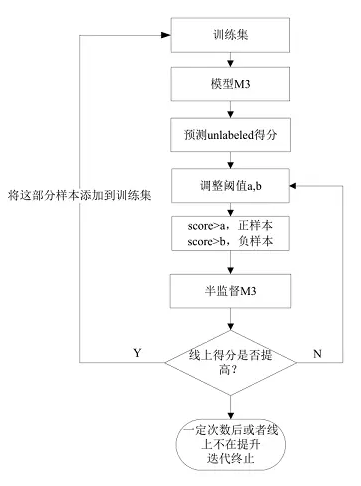 训练集
模型M3
预测unlabeled得分
调整阈值a,b
将这部分样本添加到训练集
score>a，正样本
score>b，负样本
半监督M3
线上得分是否提
高？
Y
N
一定次数后或者线
上不在提升
迭代终止